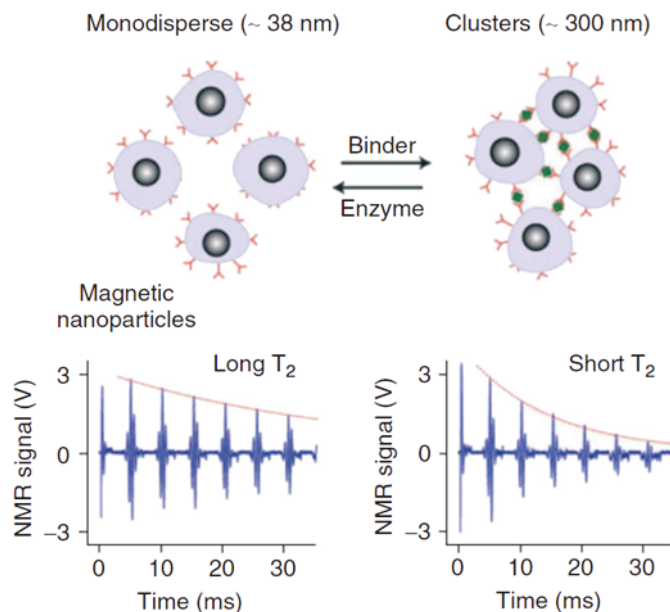 Monodisperse (~ 38 nm)
Clusters (~ 300 nm)
Binder
Enzyme
Magnetic
nanoparticles
Long T₂
NMR signal (V)
3
0
−3
0 10 20 30
Time (ms)
Short T₂
NMR signal (V)
3
0
−3
0 10 20 30
Time (ms)